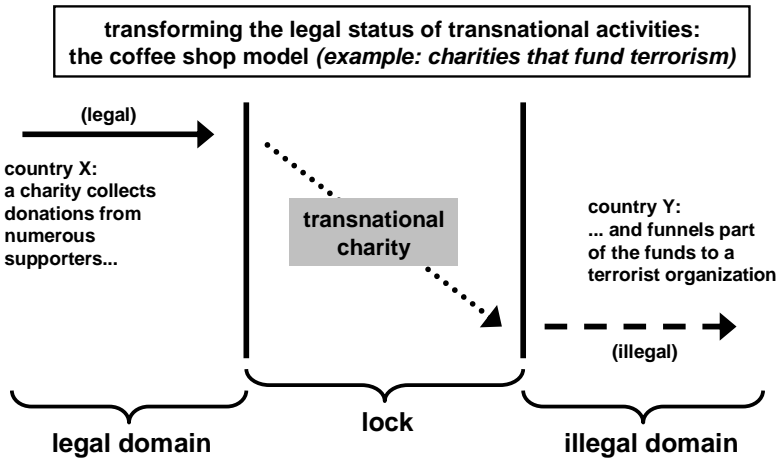 transforming the legal status of transnational activities:
the coffee shop model (example: charities that fund terrorism)
(legal)
country X:
a charity collects
donations from
numerous
supporters...
transnational
charity
country Y:
... and funnels part
of the funds to a
terrorist organization
(illegal)
legal domain
lock
illegal domain